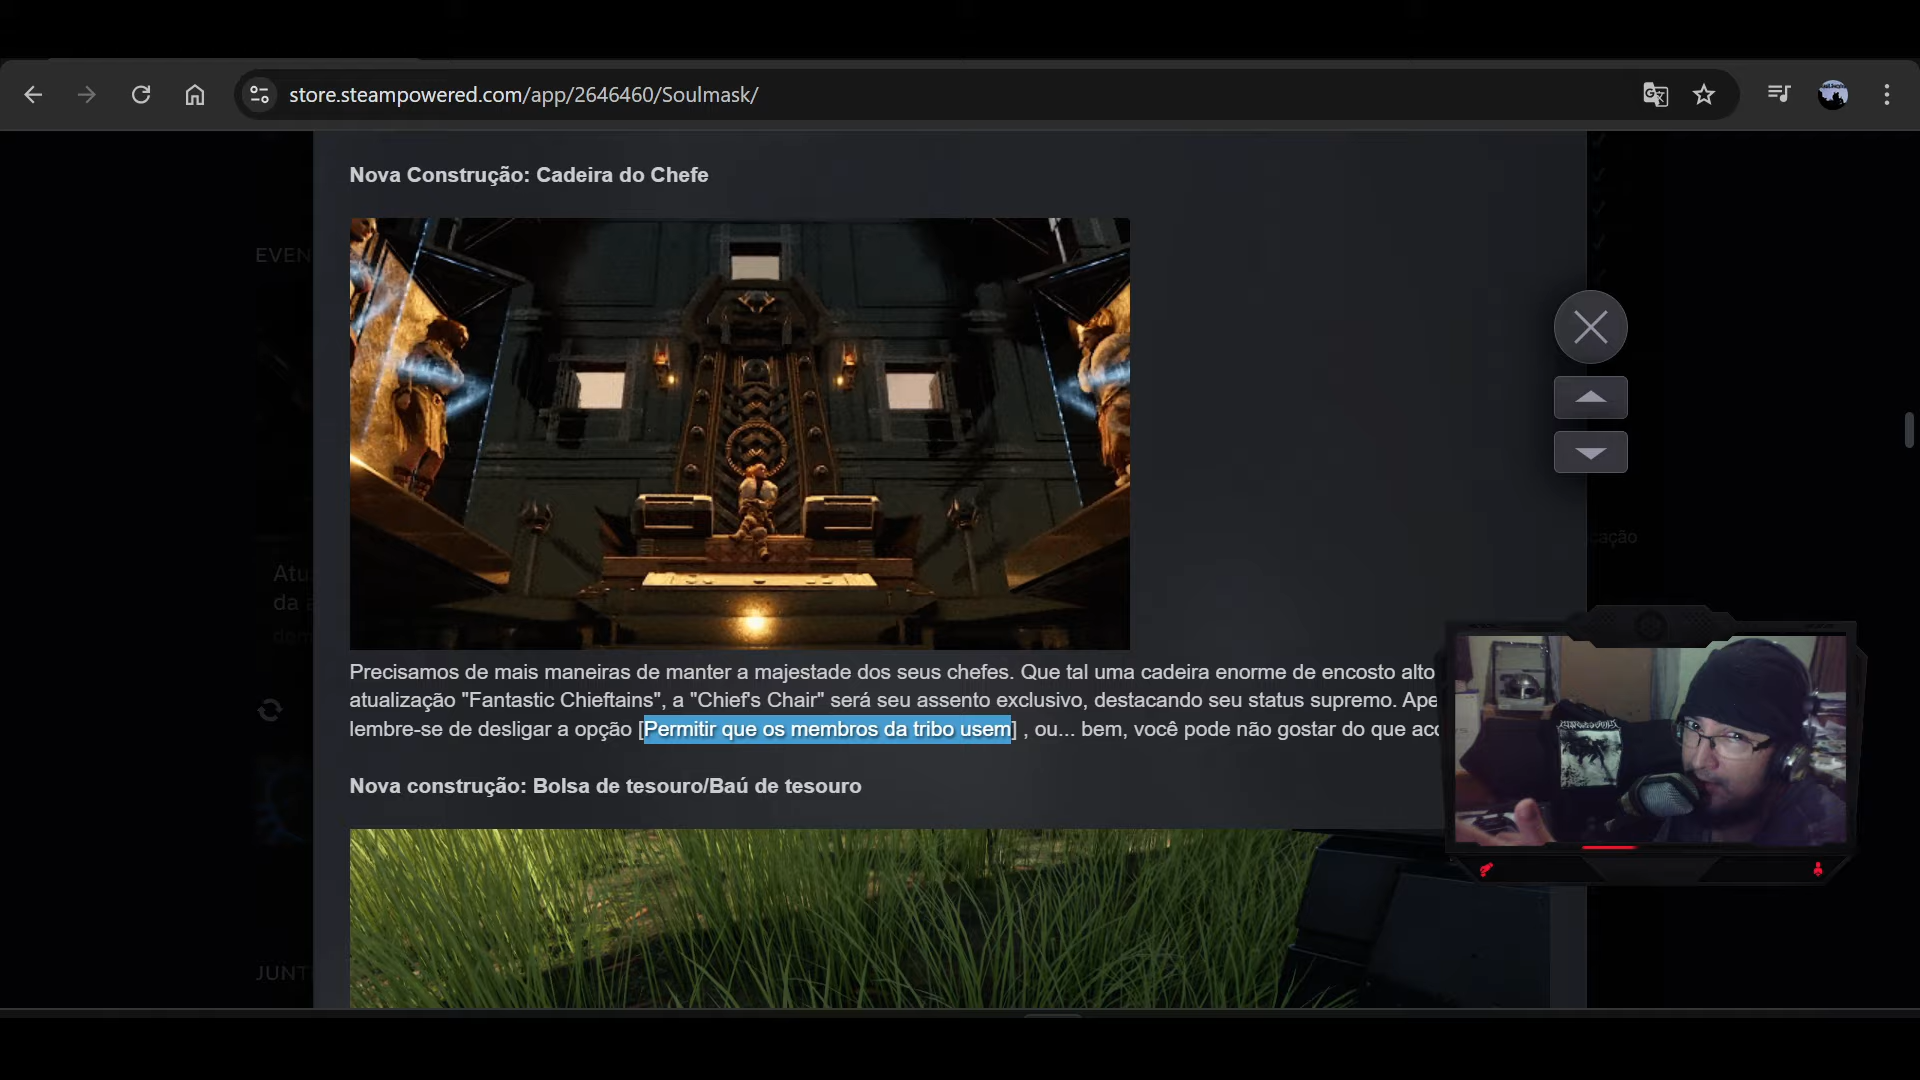 store.steampowered.com/app/2646460/Soulmask/
Nova Construção: Cadeira do Chefe
EVEN
cação
Atu
da
dem
Precisamos de mais maneiras de manter a majestade dos seus chefes. Que tal uma cadeira enorme de encosto alto
atualização "Fantastic Chieftains", a "Chief's Chair" será seu assento exclusivo, destacando seu status supremo. Ape
lembre-se de desligar a opção [Permitir que os membros da tribo usem] , ou... bem, você pode não gostar do que aco
Nova construção: Bolsa de tesouro/Baú de tesouro
JUNT